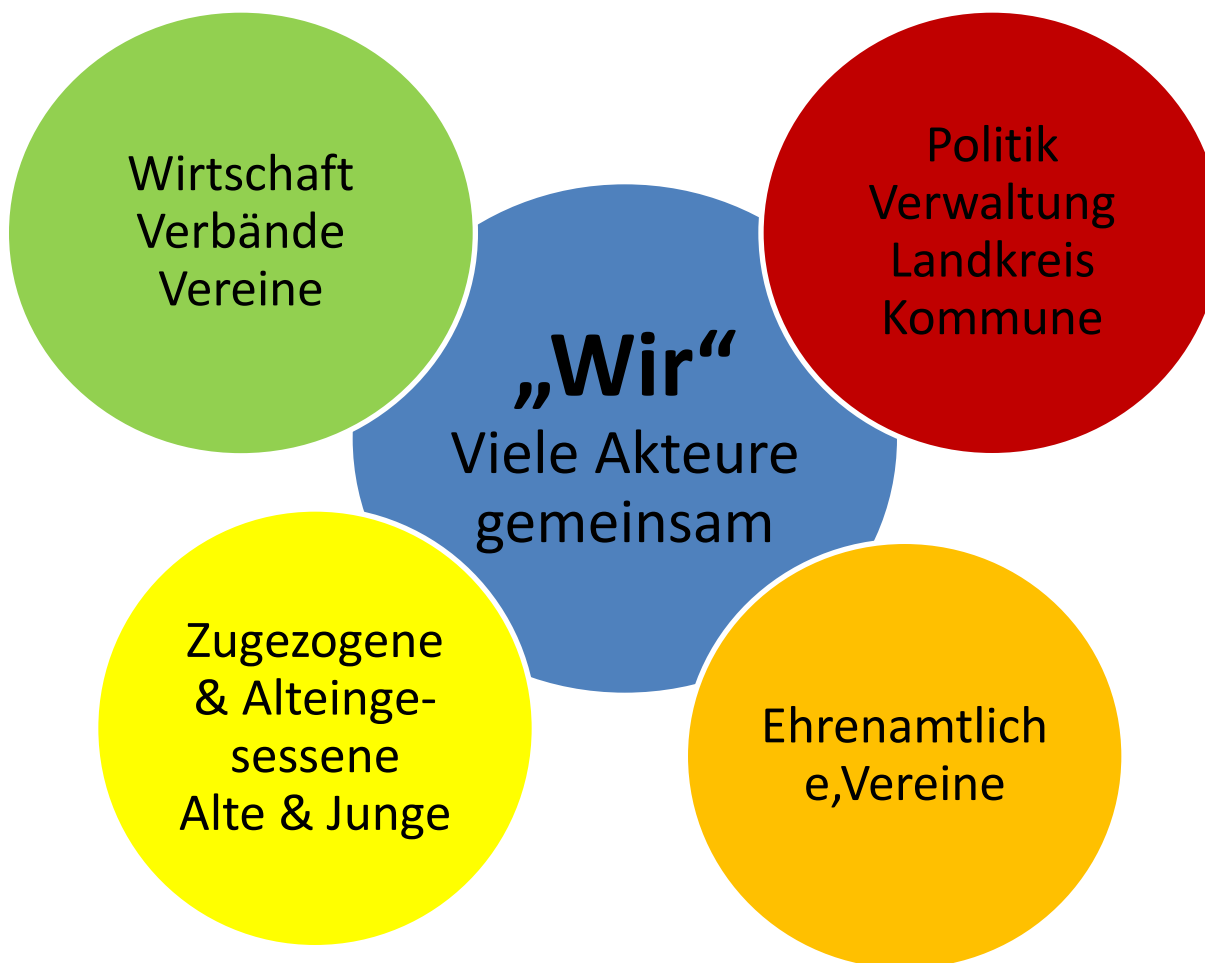 Wirtschaft
Verbände
Vereine
Politik
Verwaltung
Landkreis
Kommune
„Wir“
Viele Akteure
gemeinsam
Zugezogene
& Alteinge-
sessene
Alte & Junge
Ehrenamtlich
e,Vereine